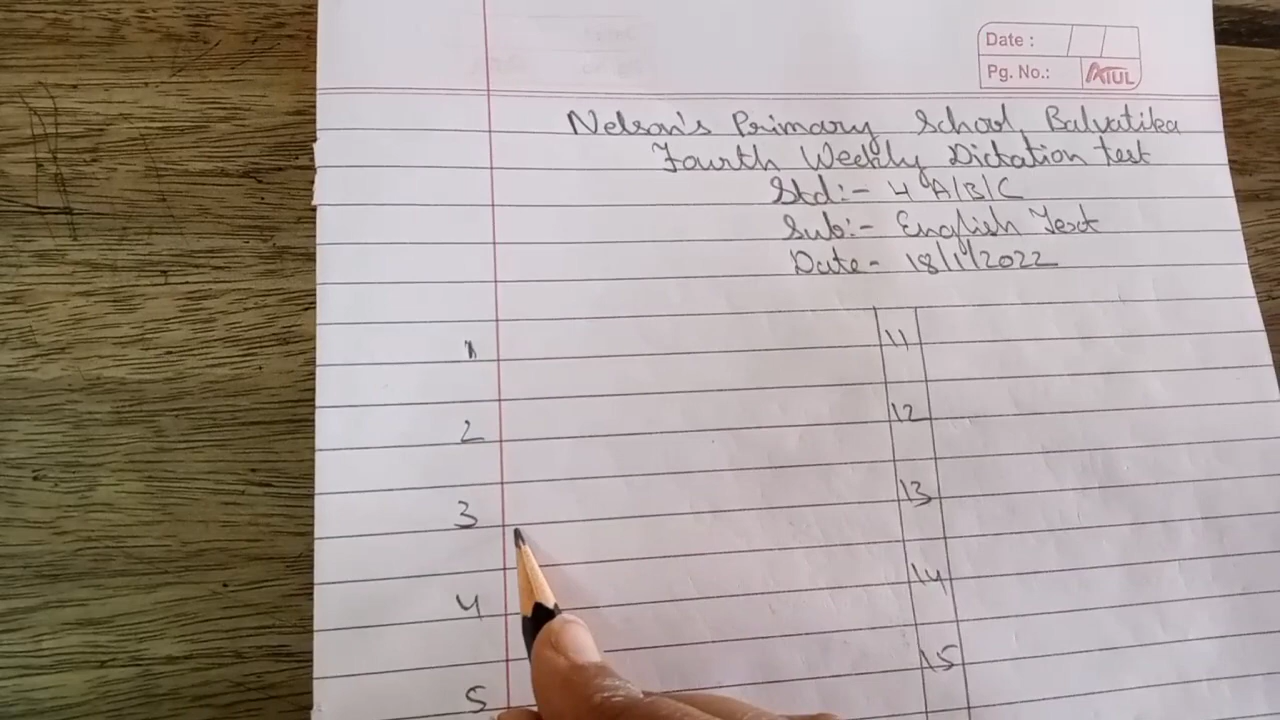 Date : / /
Pg. No.: ATUL
Nelson's Primary School, Balvatika
Fourth Weekly Dictation test
Std:- 4 A/B/C
Sub:- English Text
Date- 18/1/2022
1
2
3
4
5
11
12
13
14
15